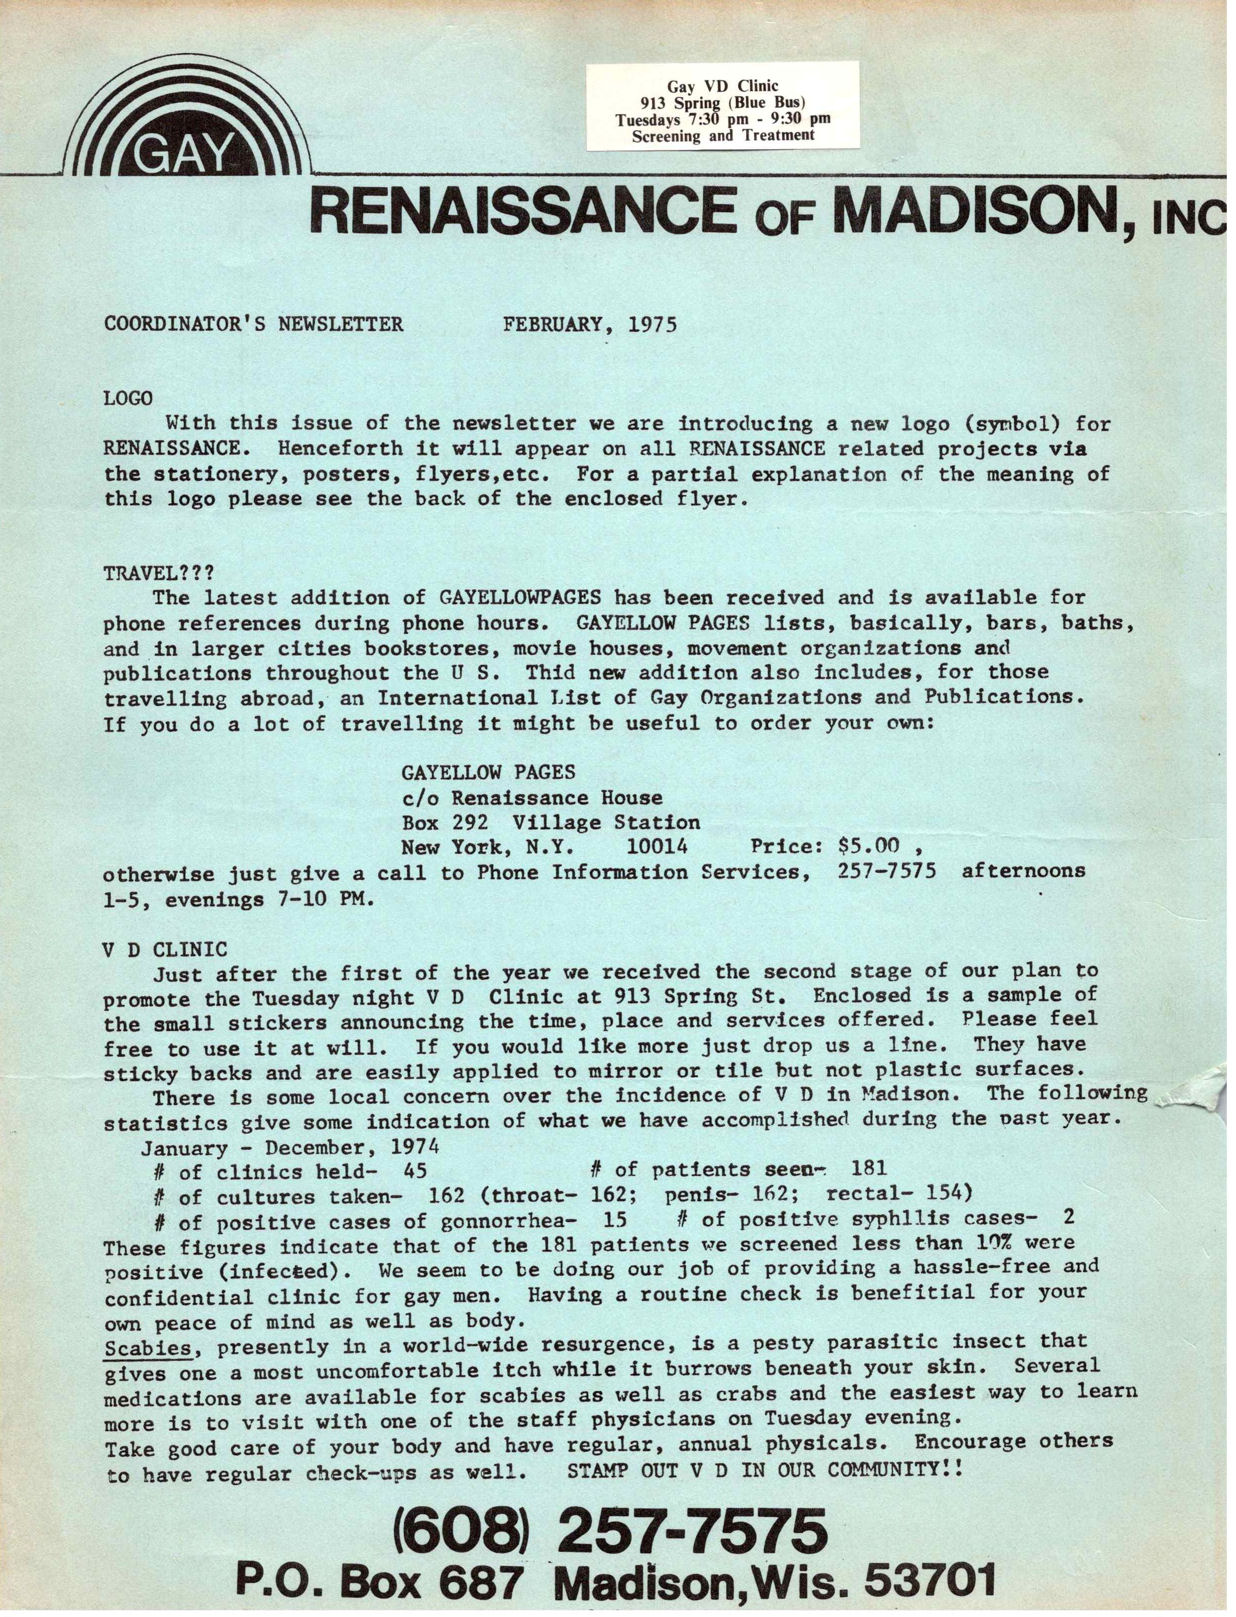 GAY
Gay VD Clinic
913 Spring (Blue Bus)
Tuesdays 7:30 pm - 9:30 pm
Screening and Treatment
RENAISSANCE OF MADISON, INC
COORDINATOR'S NEWSLETTER FEBRUARY, 1975
LOGO
With this issue of the newsletter we are introducing a new logo (symbol) for
RENAISSANCE. Henceforth it will appear on all RENAISSANCE related projects via
the stationery, posters, flyers,etc. For a partial explanation of the meaning of
this logo please see the back of the enclosed flyer.
TRAVEL???
The latest addition of GAYELLOWPAGES has been received and is available for
phone references during phone hours. GAYELLOW PAGES lists, basically, bars, baths,
and in larger cities bookstores, movie houses, movement organizations and
publications throughout the U S. Thid new addition also includes, for those
travelling abroad, an International List of Gay Organizations and Publications.
If you do a lot of travelling it might be useful to order your own:
GAYELLOW PAGES
c/o Renaissance House
Box 292 Village Station
New York, N.Y. 10014 Price: $5.00 ,
otherwise just give a call to Phone Information Services, 257-7575 afternoons
1-5, evenings 7-10 PM.
V D CLINIC
Just after the first of the year we received the second stage of our plan to
promote the Tuesday night V D Clinic at 913 Spring St. Enclosed is a sample of
the small stickers announcing the time, place and services offered. Please feel
free to use it at will. If you would like more just drop us a line. They have
sticky backs and are easily applied to mirror or tile but not plastic surfaces.
There is some local concern over the incidence of V D in Madison. The following
statistics give some indication of what we have accomplished during the past year.
January - December, 1974
# of clinics held- 45 # of patients seen- 181
# of cultures taken- 162 (throat- 162; penis- 162; rectal- 154)
# of positive cases of gonnorrhea- 15 # of positive syphllis cases- 2
These figures indicate that of the 181 patients we screened less than 10% were
positive (infected). We seem to be doing our job of providing a hassle-free and
confidential clinic for gay men. Having a routine check is benefitial for your
own peace of mind as well as body.
Scabies, presently in a world-wide resurgence, is a pesty parasitic insect that
gives one a most uncomfortable itch while it burrows beneath your skin. Several
medications are available for scabies as well as crabs and the easiest way to learn
more is to visit with one of the staff physicians on Tuesday evening.
Take good care of your body and have regular, annual physicals. Encourage others
to have regular check-ups as well. STAMP OUT V D IN OUR COMMUNITY!!
(608) 257-7575
P.O. Box 687 Madison,Wis. 53701